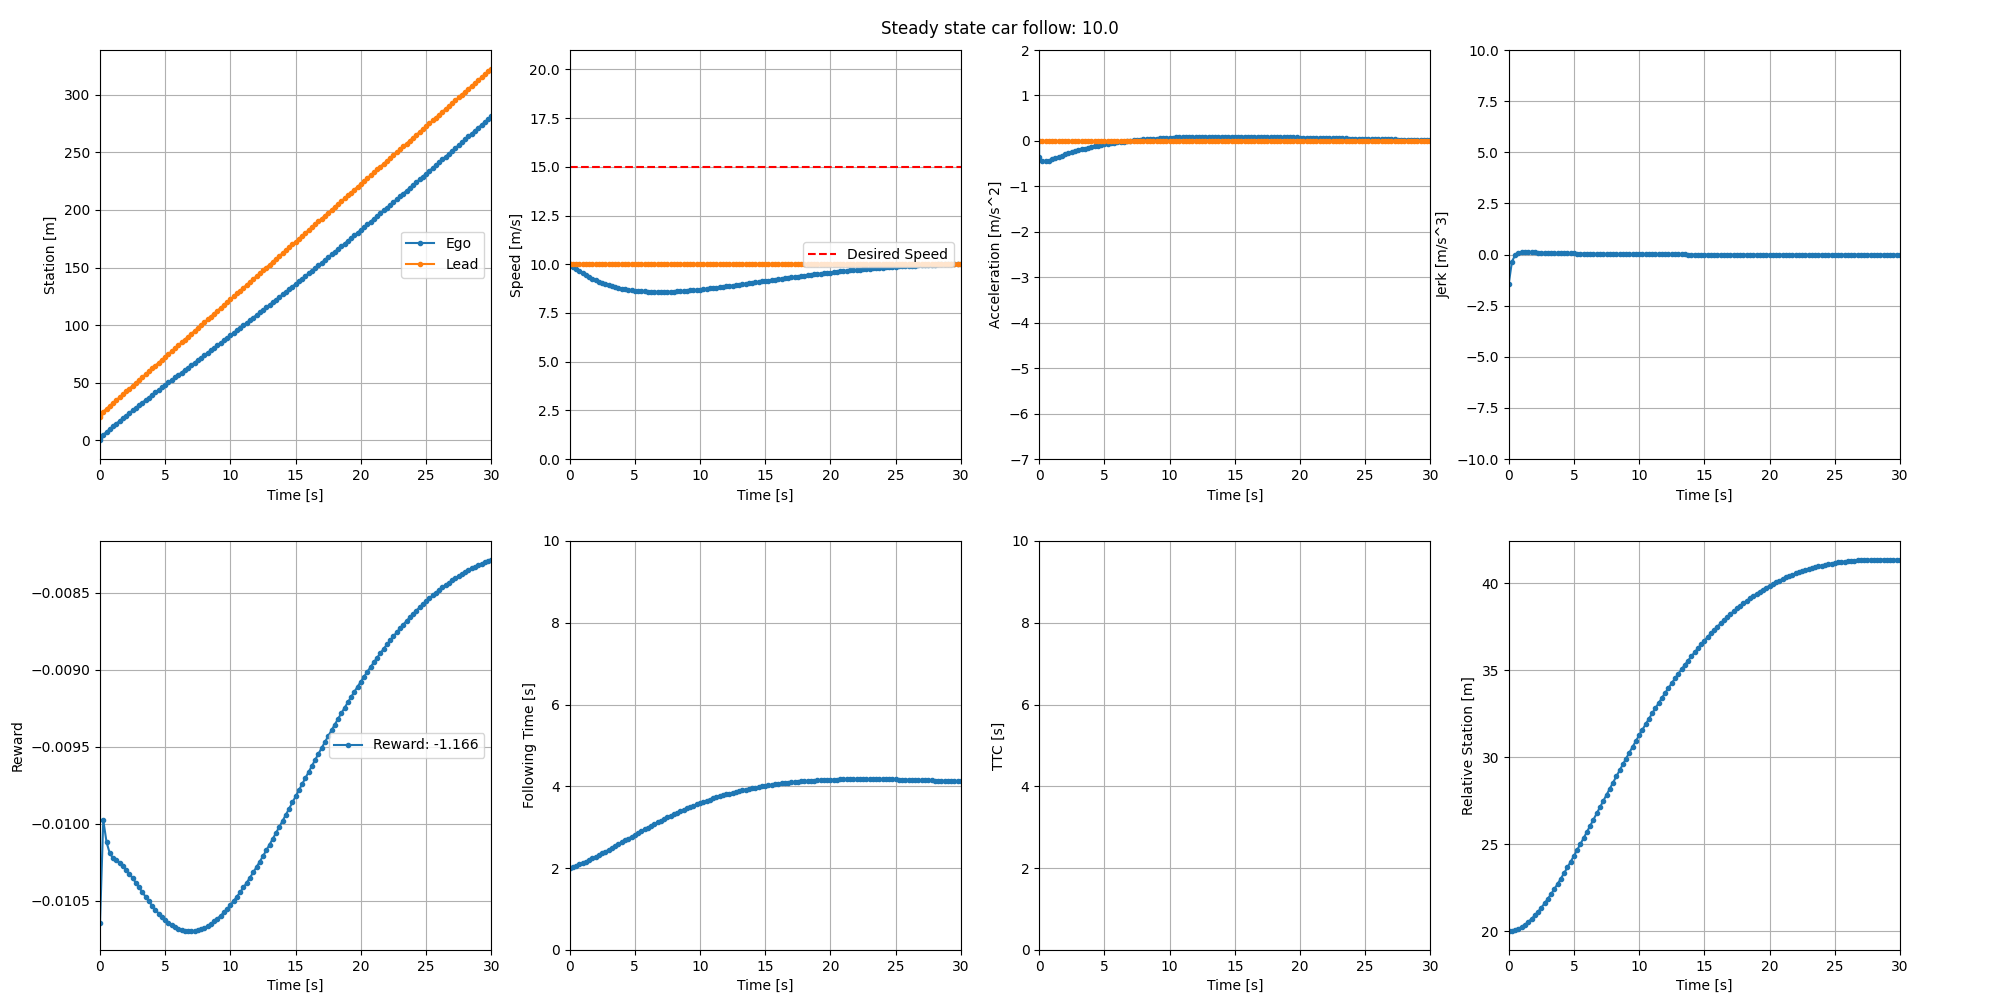 Steady state car follow: 10.0
300
250
200
150
100
50
0
Station [m]
Ego
Lead
0 5 10 15 20 25 30
Time [s]
20.0
17.5
15.0
12.5
10.0
7.5
5.0
2.5
0.0
Speed [m/s]
Desired Speed
0 5 10 15 20 25 30
Time [s]
2
1
0
−1
−2
−3
−4
−5
−6
−7
Acceleration [m/s^2]
0 5 10 15 20 25 30
Time [s]
10.0
7.5
5.0
2.5
0.0
−2.5
−5.0
−7.5
−10.0
Jerk [m/s^3]
0 5 10 15 20 25 30
Time [s]
−0.0085
−0.0090
−0.0095
−0.0100
−0.0105
Reward
Reward: -1.166
0 5 10 15 20 25 30
Time [s]
10
8
6
4
2
0
Following Time [s]
0 5 10 15 20 25 30
Time [s]
10
8
6
4
2
0
TTC [s]
0 5 10 15 20 25 30
Time [s]
40
35
30
25
20
Relative Station [m]
0 5 10 15 20 25 30
Time [s]